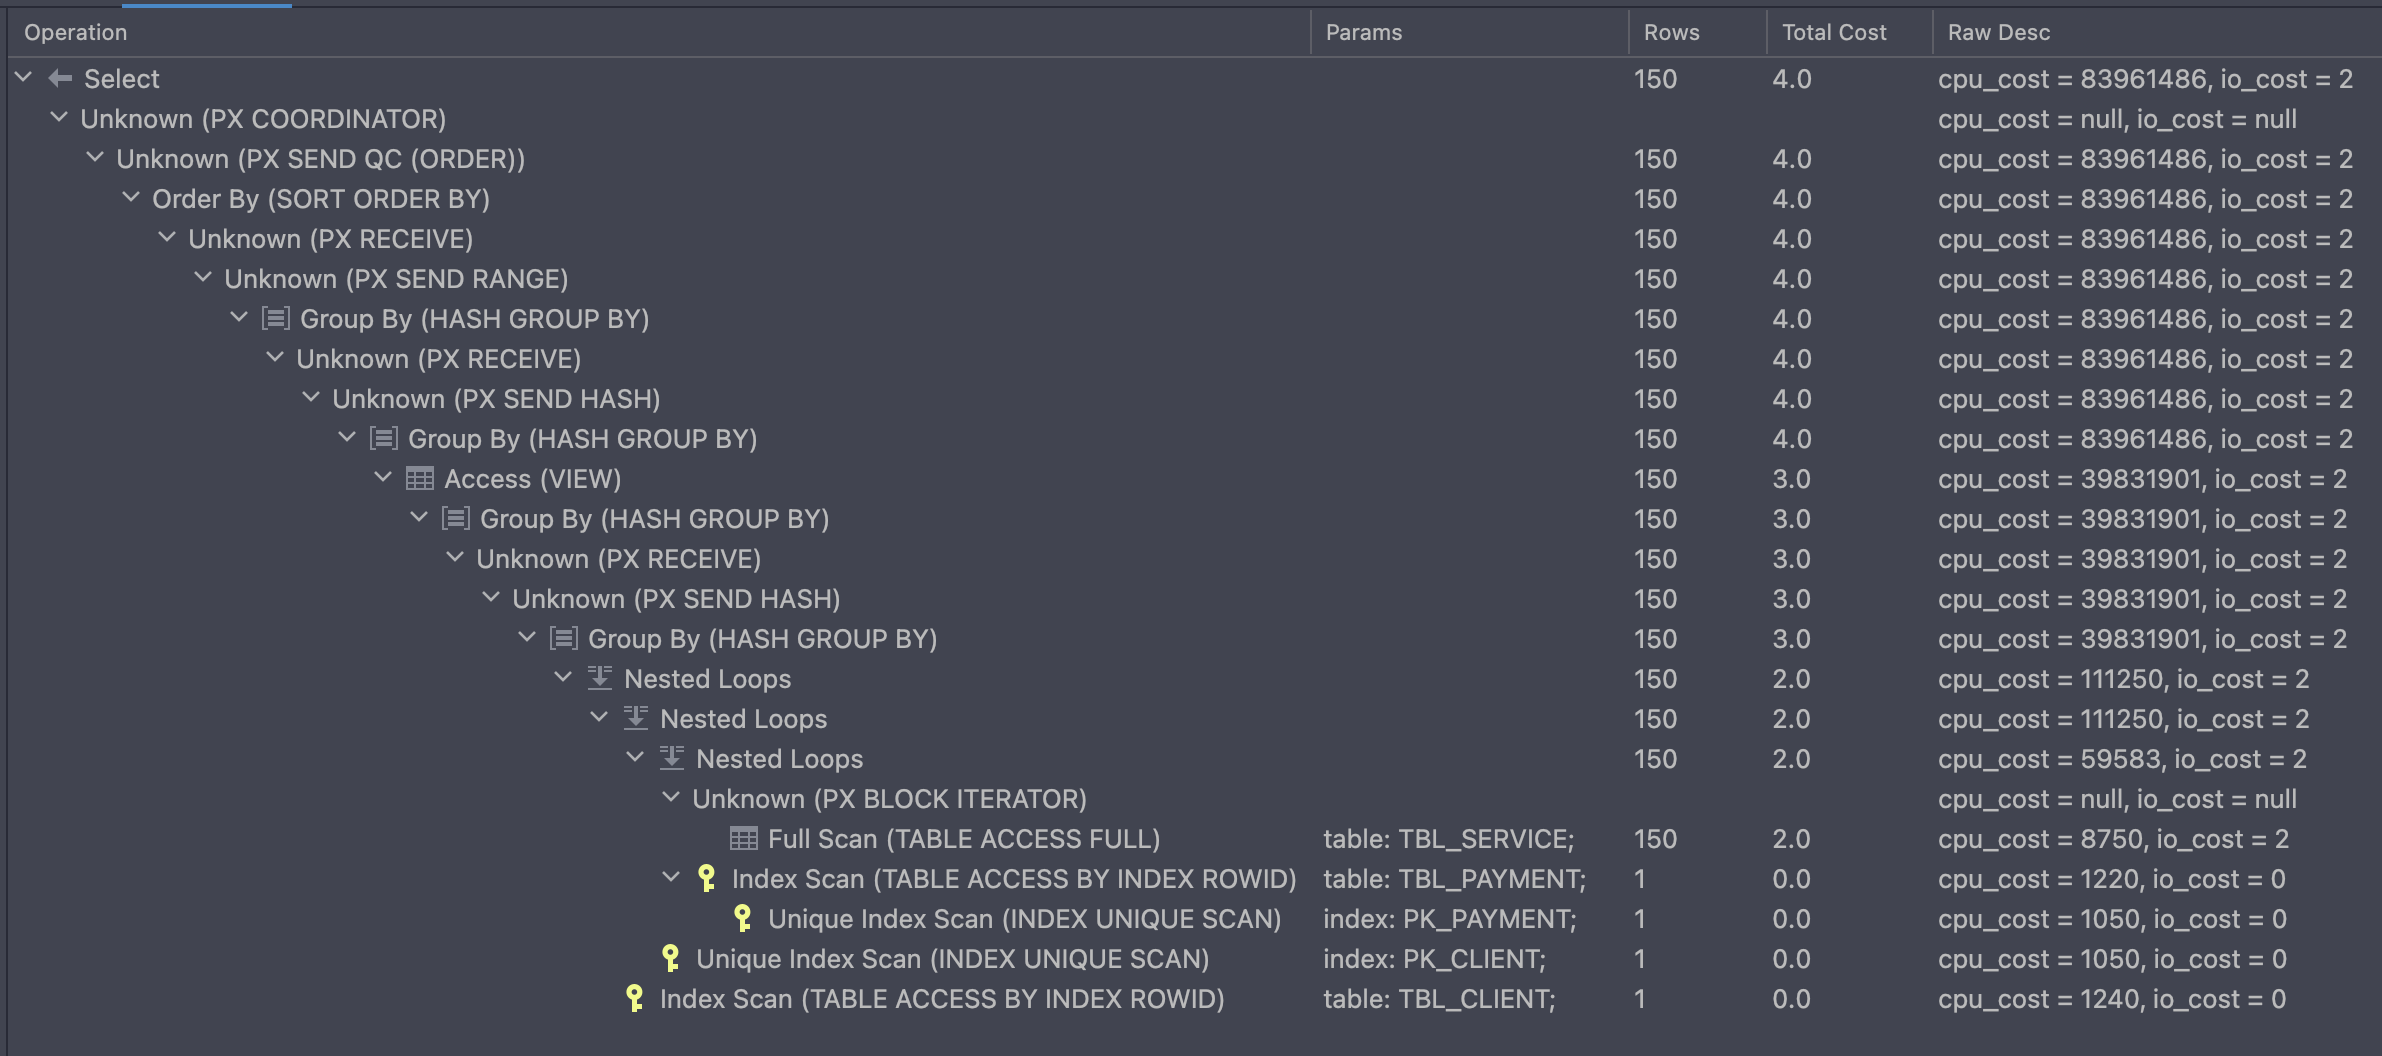 Operation Params Rows Total Cost Raw Desc
Select 150 4.0 cpu_cost = 83961486, io_cost = 2
Unknown (PX COORDINATOR) cpu_cost = null, io_cost = null
Unknown (PX SEND QC (ORDER)) 150 4.0 cpu_cost = 83961486, io_cost = 2
Order By (SORT ORDER BY) 150 4.0 cpu_cost = 83961486, io_cost = 2
Unknown (PX RECEIVE) 150 4.0 cpu_cost = 83961486, io_cost = 2
Unknown (PX SEND RANGE) 150 4.0 cpu_cost = 83961486, io_cost = 2
Group By (HASH GROUP BY) 150 4.0 cpu_cost = 83961486, io_cost = 2
Unknown (PX RECEIVE) 150 4.0 cpu_cost = 83961486, io_cost = 2
Unknown (PX SEND HASH) 150 4.0 cpu_cost = 83961486, io_cost = 2
Group By (HASH GROUP BY) 150 4.0 cpu_cost = 83961486, io_cost = 2
Access (VIEW) 150 3.0 cpu_cost = 39831901, io_cost = 2
Group By (HASH GROUP BY) 150 3.0 cpu_cost = 39831901, io_cost = 2
Unknown (PX RECEIVE) 150 3.0 cpu_cost = 39831901, io_cost = 2
Unknown (PX SEND HASH) 150 3.0 cpu_cost = 39831901, io_cost = 2
Group By (HASH GROUP BY) 150 3.0 cpu_cost = 39831901, io_cost = 2
Nested Loops 150 2.0 cpu_cost = 111250, io_cost = 2
Nested Loops 150 2.0 cpu_cost = 111250, io_cost = 2
Nested Loops 150 2.0 cpu_cost = 59583, io_cost = 2
Unknown (PX BLOCK ITERATOR) cpu_cost = null, io_cost = null
Full Scan (TABLE ACCESS FULL) table: TBL_SERVICE; 150 2.0 cpu_cost = 8750, io_cost = 2
Index Scan (TABLE ACCESS BY INDEX ROWID) table: TBL_PAYMENT; 1 0.0 cpu_cost = 1220, io_cost = 0
Unique Index Scan (INDEX UNIQUE SCAN) index: PK_PAYMENT; 1 0.0 cpu_cost = 1050, io_cost = 0
Unique Index Scan (INDEX UNIQUE SCAN) index: PK_CLIENT; 1 0.0 cpu_cost = 1050, io_cost = 0
Index Scan (TABLE ACCESS BY INDEX ROWID) table: TBL_CLIENT; 1 0.0 cpu_cost = 1240, io_cost = 0